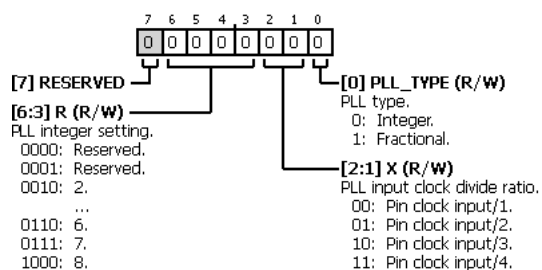 7 6 5 4 3 2 1 0
0 0 0 0 0 0 0 0
[7] RESERVED
[6:3] R (R/W)
PLL integer setting.
0000: Reserved.
0001: Reserved.
0010: 2.
...
0110: 6.
0111: 7.
1000: 8.
[0] PLL_TYPE (R/W)
PLL type.
0: Integer.
1: Fractional.
[2:1] X (R/W)
PLL input clock divide ratio.
00: Pin clock input/1.
01: Pin clock input/2.
10: Pin clock input/3.
11: Pin clock input/4.